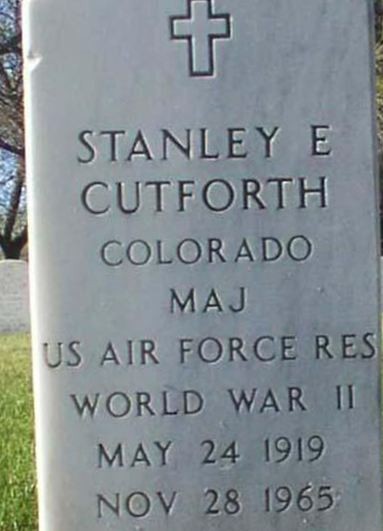 STANLEY E
CUTFORTH
COLORADO
MAJ
US AIR FORCE RES
WORLD WAR II
MAY 24 1919
NOV 28 1965